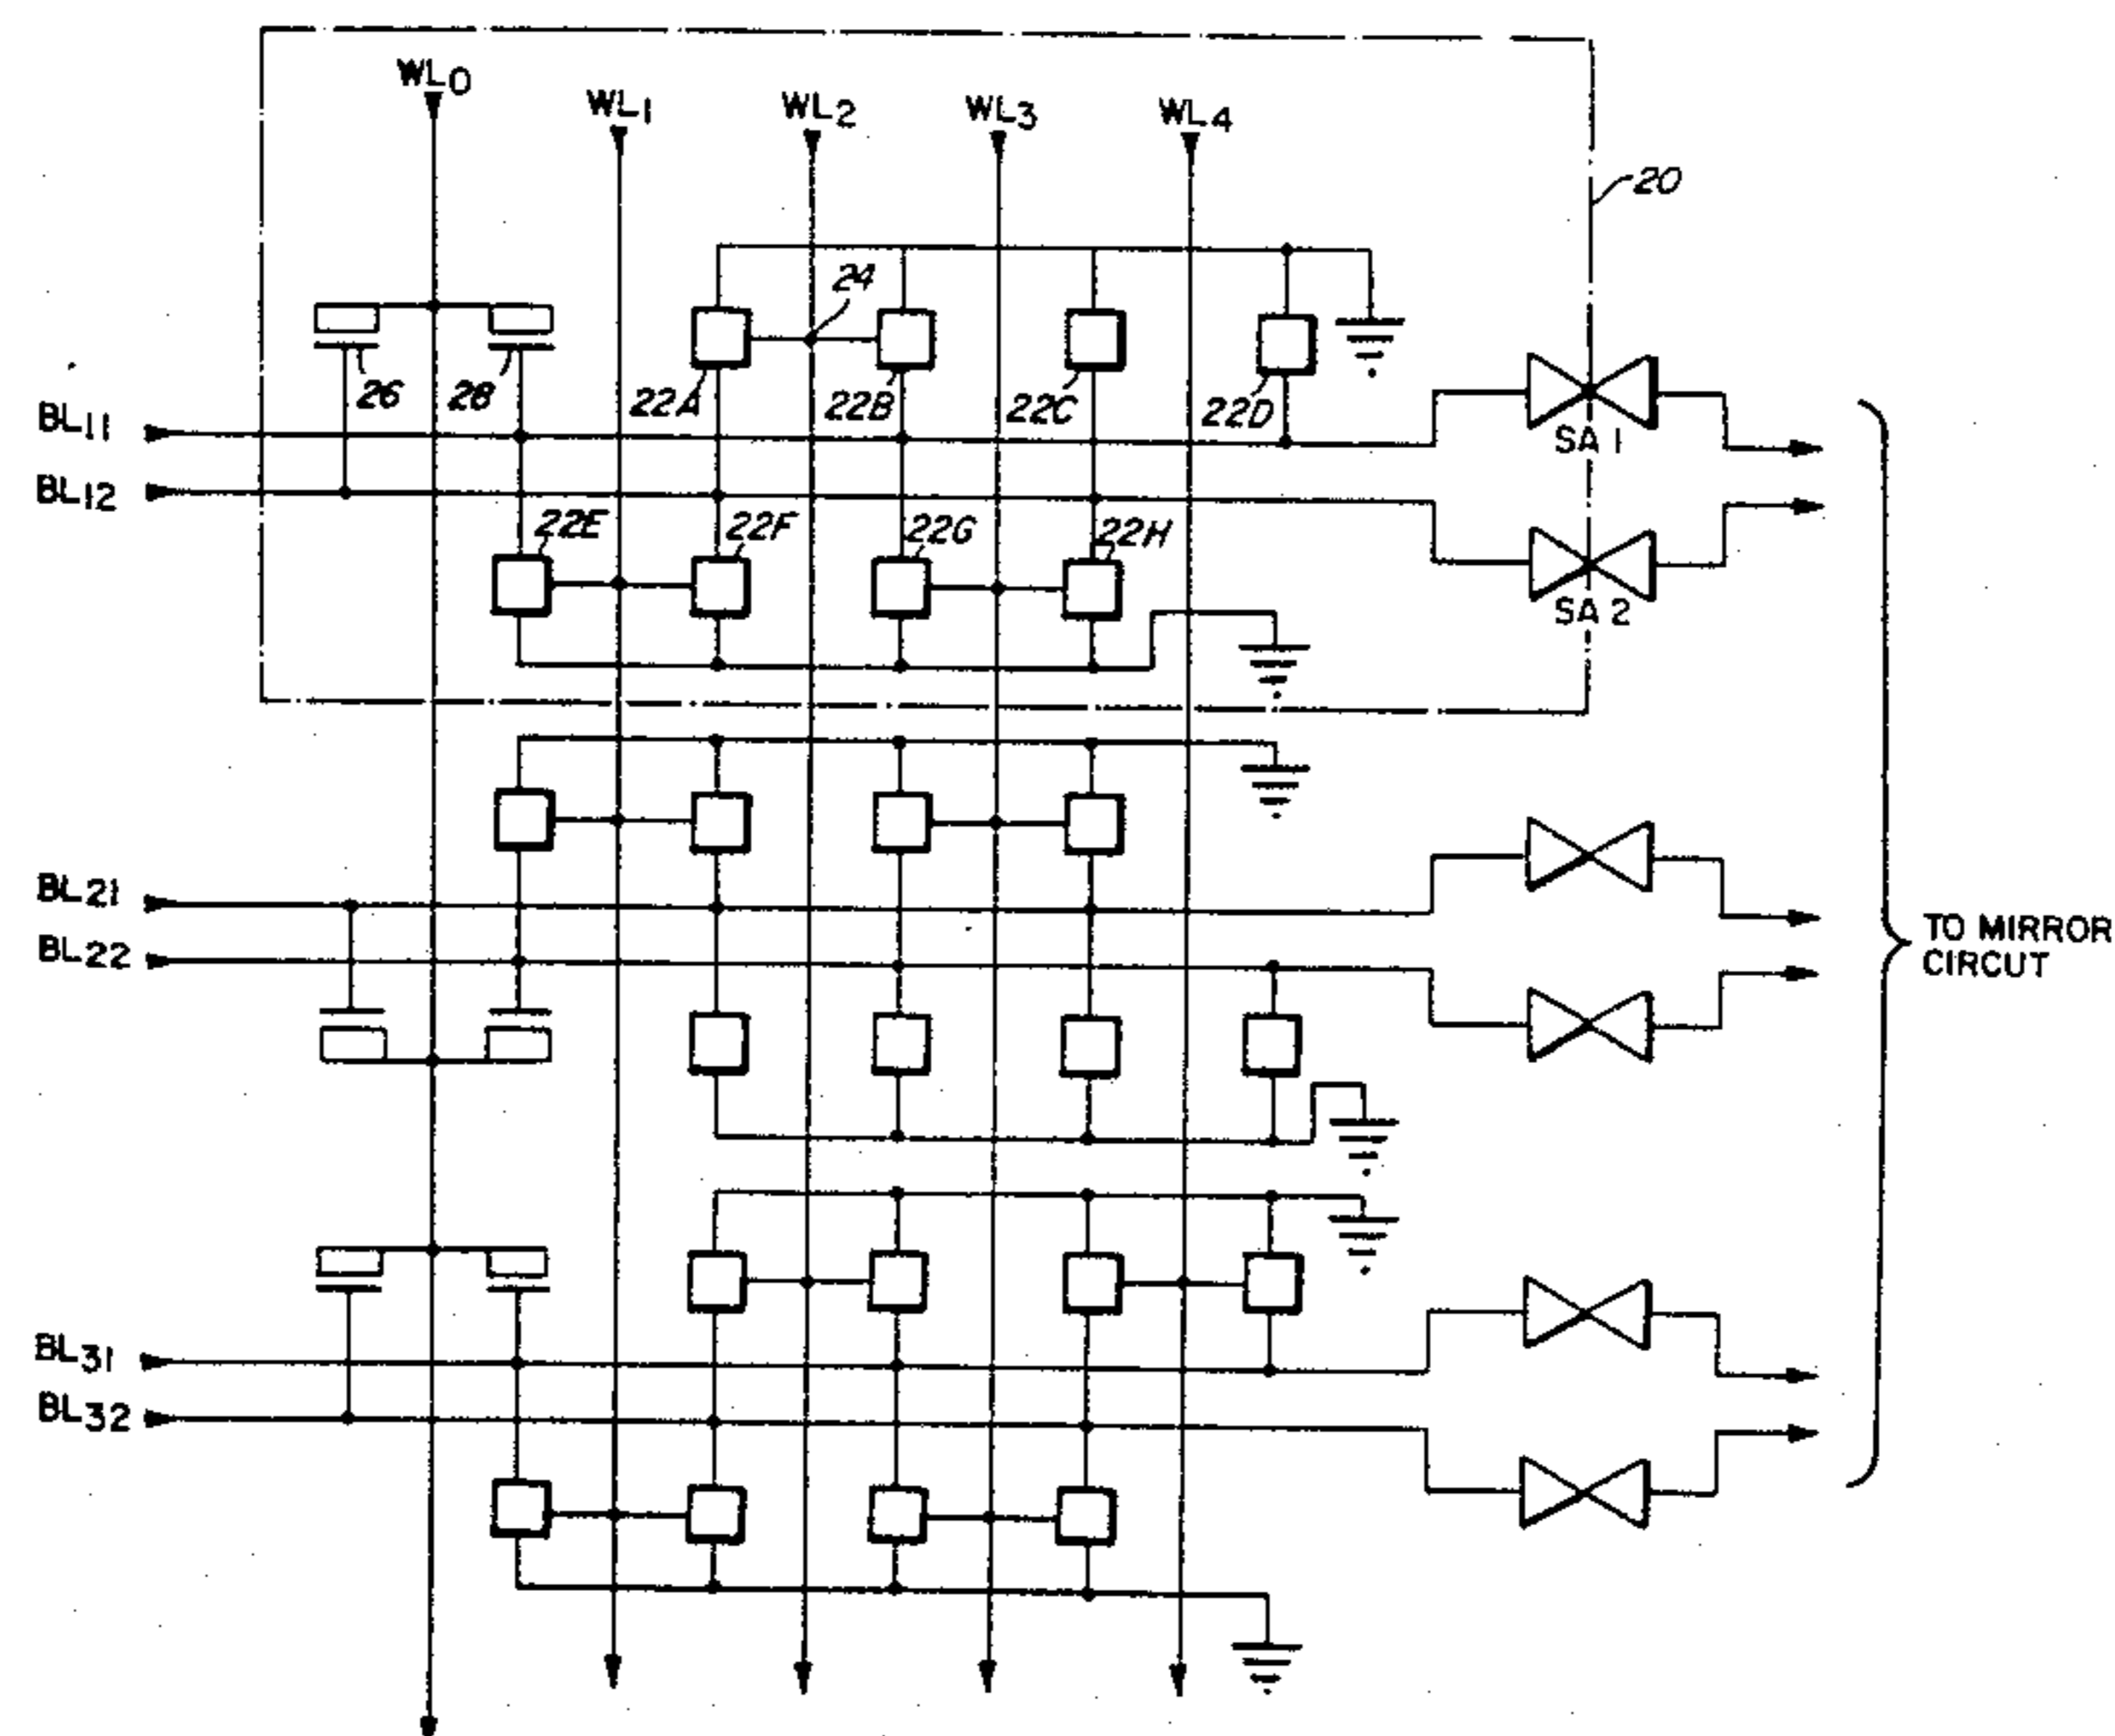 WL0
WL1
WL2
WL3
WL4
20
24
26
28
22A
22B
22C
22D
BL11
SA 1
BL12
22E
22F
22G
22H
SA 2
BL21
BL22
TO MIRROR
CIRCUT
BL31
BL32